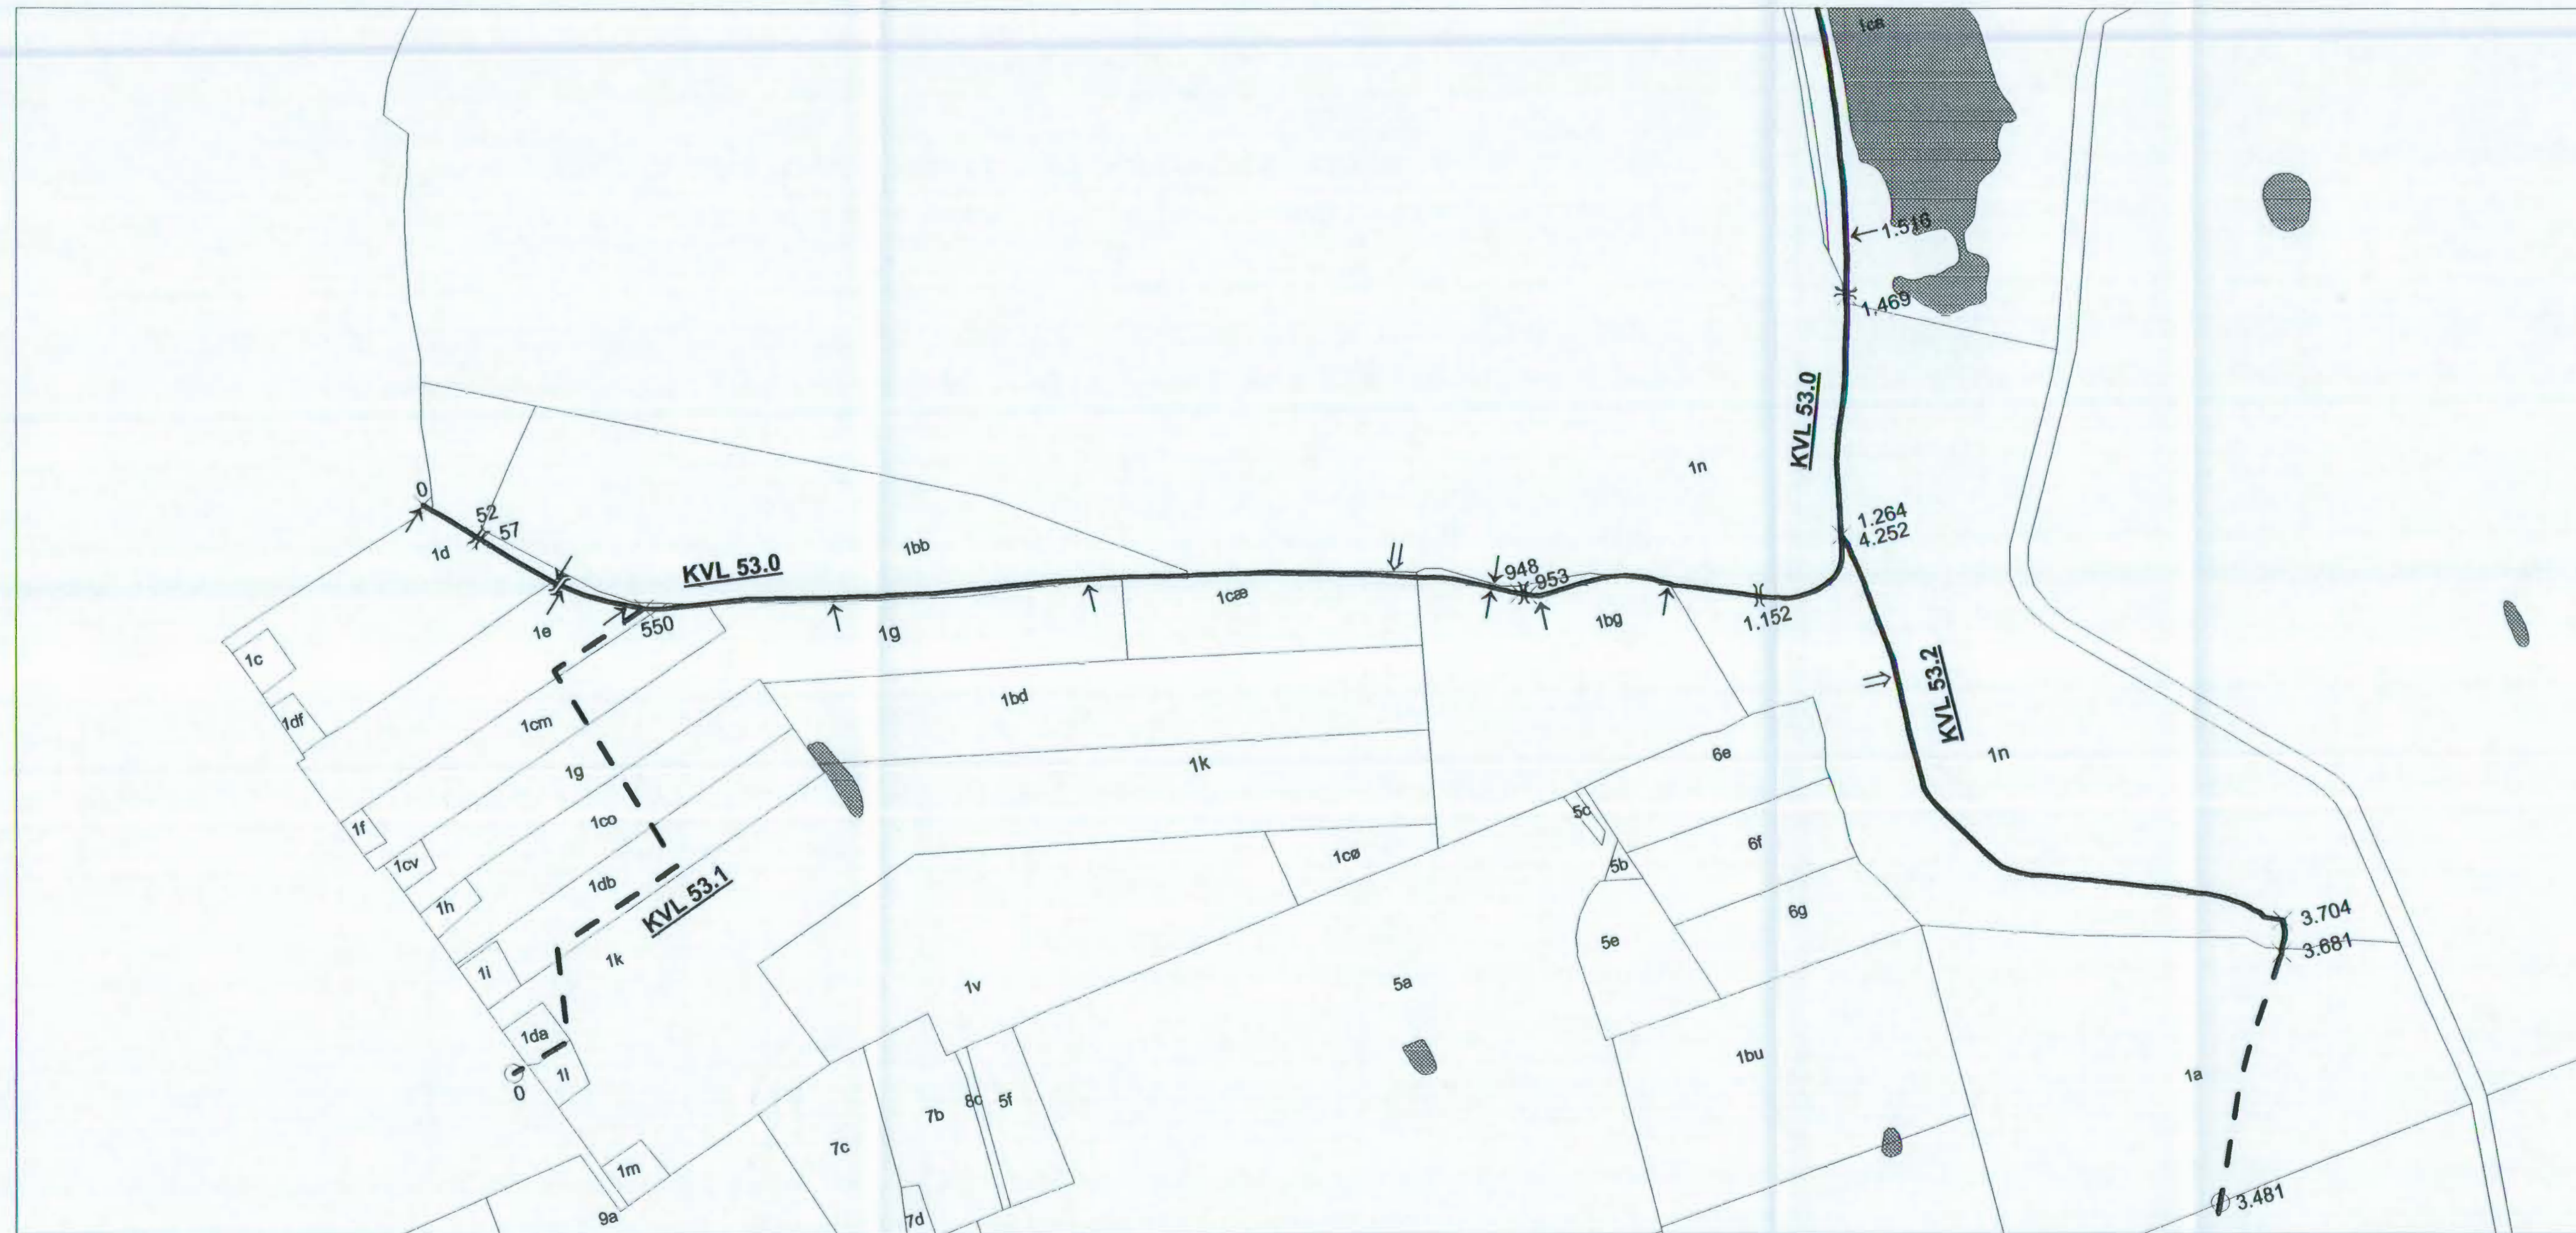 1ca
1.516
1.469
KVL 53.0
1n
0
52
57
1.264
4.252
1d
1bb
KVL 53.0
948
953
1cæ
1e
550
1g
1bg
1.152
1c
KVL 53.2
1df
1cm
1bd
6e
1n
1g
1k
5c
1f
1co
6f
1cv
1cø
5b
1db
KVL 53.1
1h
6g
3.704
5e
3.681
1i
1k
1v
5a
1da
1bu
1l
1a
0
8c
5f
7b
7c
1m
3.481
9a
7d